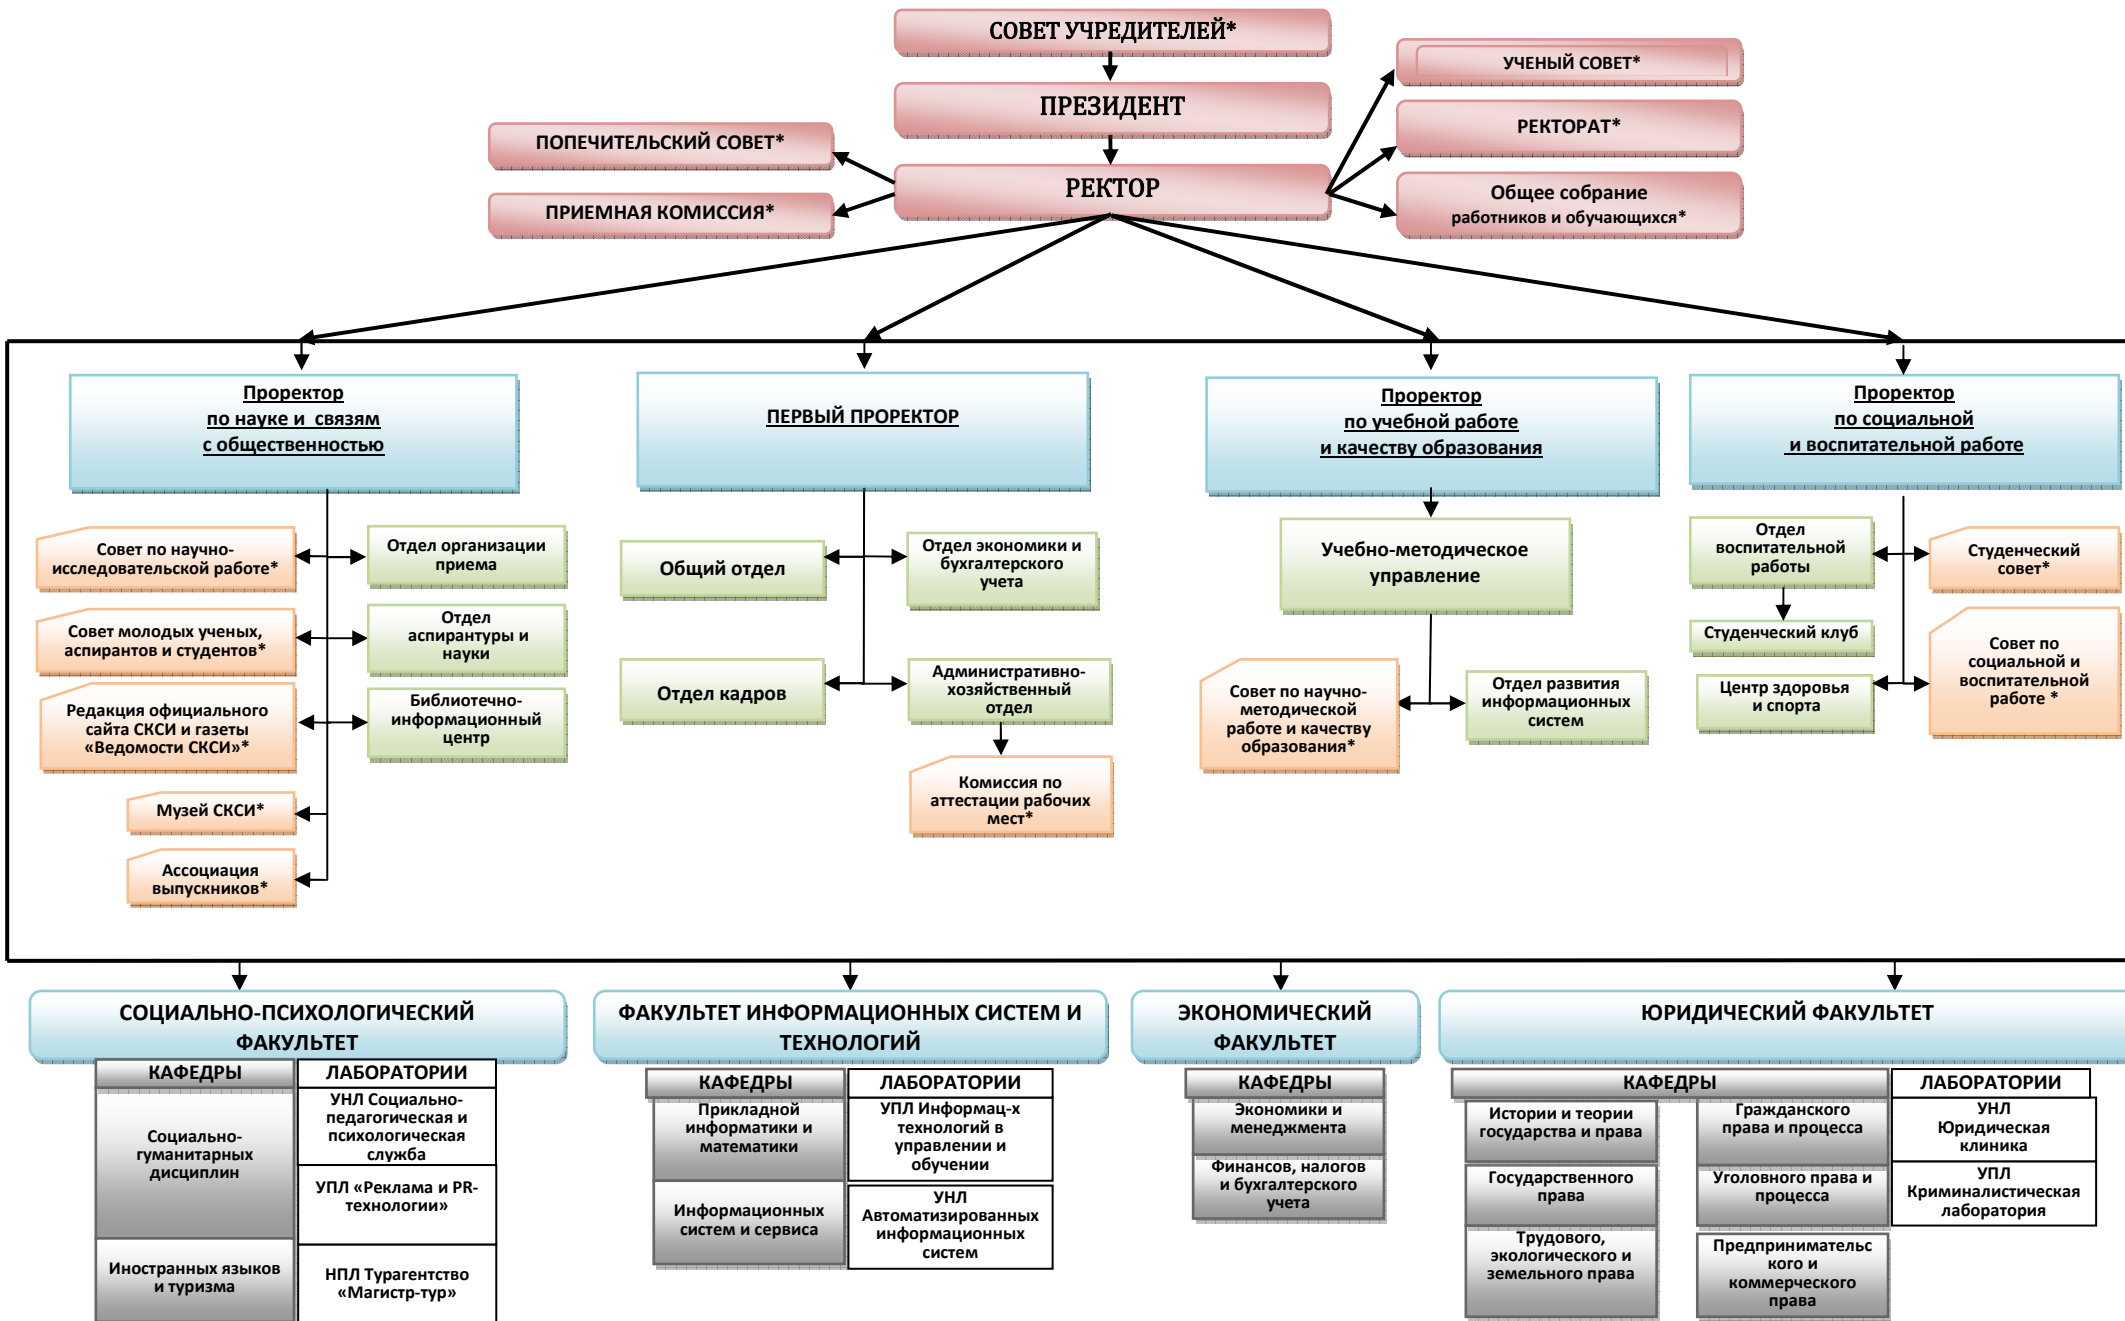 СОВЕТ УЧРЕДИТЕЛЕЙ*
УЧЕНЫЙ СОВЕТ*
ПРЕЗИДЕНТ
РЕКТОРАТ*
ПОПЕЧИТЕЛЬСКИЙ СОВЕТ*
РЕКТОР
Общее собрание
работников и обучающихся*
ПРИЕМНАЯ КОМИССИЯ*
Проректор
по науке и связям
с общественностью
ПЕРВЫЙ ПРОРЕКТОР
Проректор
по учебной работе
и качеству образования
Проректор
по социальной
и воспитательной работе
Совет по научно-
исследовательской работе*
Отдел организации
приема
Совет молодых ученых,
аспирантов и студентов*
Отдел
аспирантуры и
науки
Редакция официального
сайта СКСИ и газеты
«Ведомости СКСИ»*
Библиотечно-
информационный
центр
Музей СКСИ*
Ассоциация
выпускников*
Общий отдел
Отдел экономики и
бухгалтерского
учета
Отдел кадров
Административно-
хозяйственный
отдел
Комиссия по
аттестации рабочих
мест*
Учебно-методическое
управление
Совет по научно-
методической
работе и качеству
образования*
Отдел развития
информационных
систем
Отдел
воспитательной
работы
Студенческий
совет*
Студенческий клуб
Центр здоровья
и спорта
Совет по
социальной и
воспитательной
работе *
СОЦИАЛЬНО-ПСИХОЛОГИЧЕСКИЙ
ФАКУЛЬТЕТ
КАФЕДРЫ
ЛАБОРАТОРИИ
Социально-
гуманитарных
дисциплин
УНЛ Социально-
педагогическая и
психологическая
служба
УПЛ «Реклама и PR-
технологии»
Иностранных языков
и туризма
НПЛ Турагентство
«Магистр-тур»
ФАКУЛЬТЕТ ИНФОРМАЦИОННЫХ СИСТЕМ И
ТЕХНОЛОГИЙ
КАФЕДРЫ
ЛАБОРАТОРИИ
Прикладной
информатики и
математики
УПЛ Информац-х
технологий в
управлении и
обучении
Информационных
систем и сервиса
УНЛ
Автоматизированных
информационных
систем
ЭКОНОМИЧЕСКИЙ
ФАКУЛЬТЕТ
КАФЕДРЫ
Экономики и
менеджмента
Финансов, налогов
и бухгалтерского
учета
ЮРИДИЧЕСКИЙ ФАКУЛЬТЕТ
КАФЕДРЫ
ЛАБОРАТОРИИ
Истории и теории
государства и права
Гражданского
права и процесса
УНЛ
Юридическая
клиника
Государственного
права
Уголовного права и
процесса
УПЛ
Криминалистическая
лаборатория
Трудового,
экологического и
земельного права
Предпринимательс
кого и
коммерческого
права